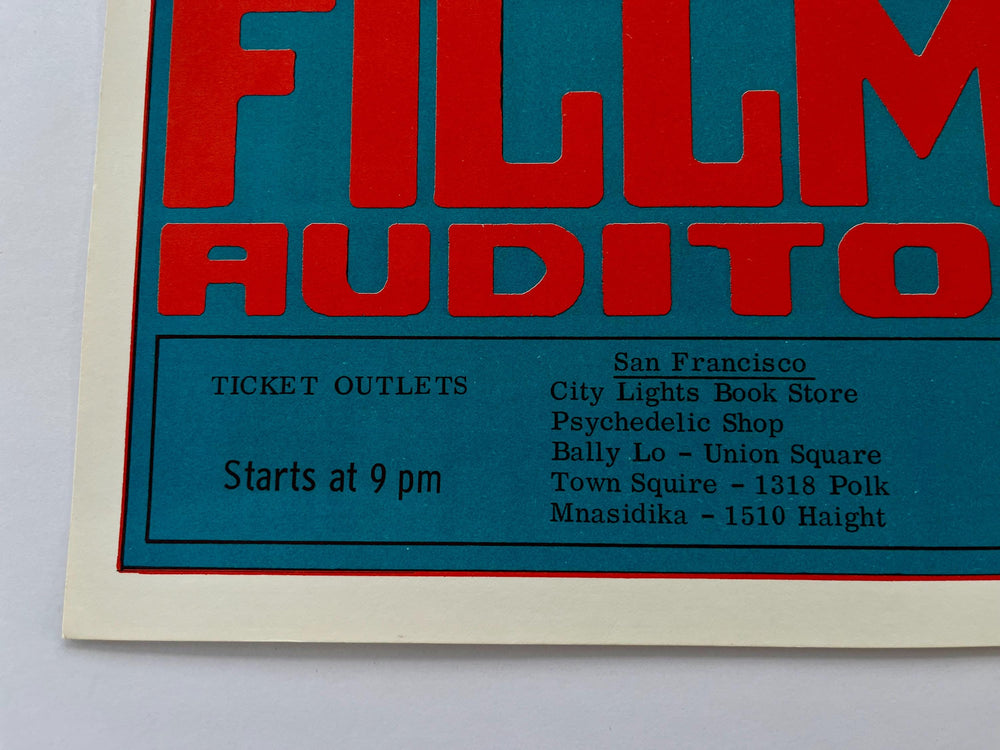 FILLM
AUDITO
TICKET OUTLETS
Starts at 9 pm
San Francisco
City Lights Book Store
Psychedelic Shop
Bally Lo - Union Square
Town Squire - 1318 Polk
Mnasidika - 1510 Haight